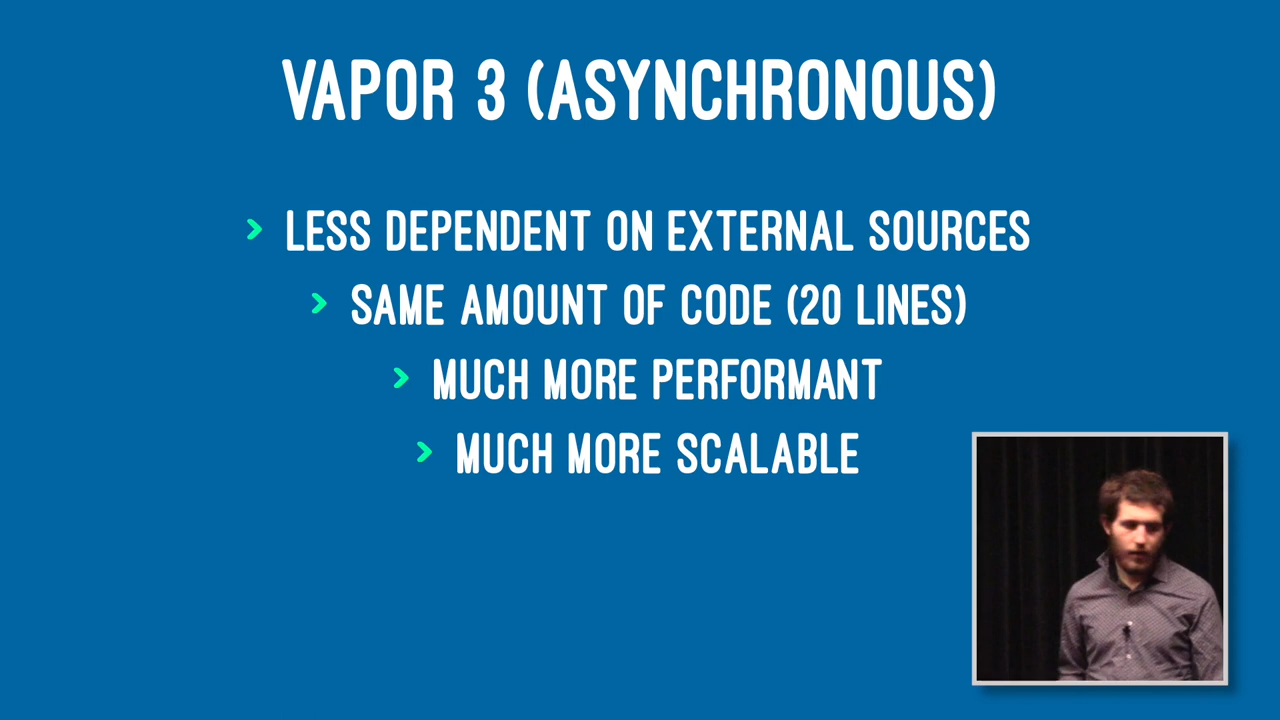 VAPOR 3 (ASYNCHRONOUS)
› LESS DEPENDENT ON EXTERNAL SOURCES
› SAME AMOUNT OF CODE (20 LINES)
› MUCH MORE PERFORMANT
› MUCH MORE SCALABLE